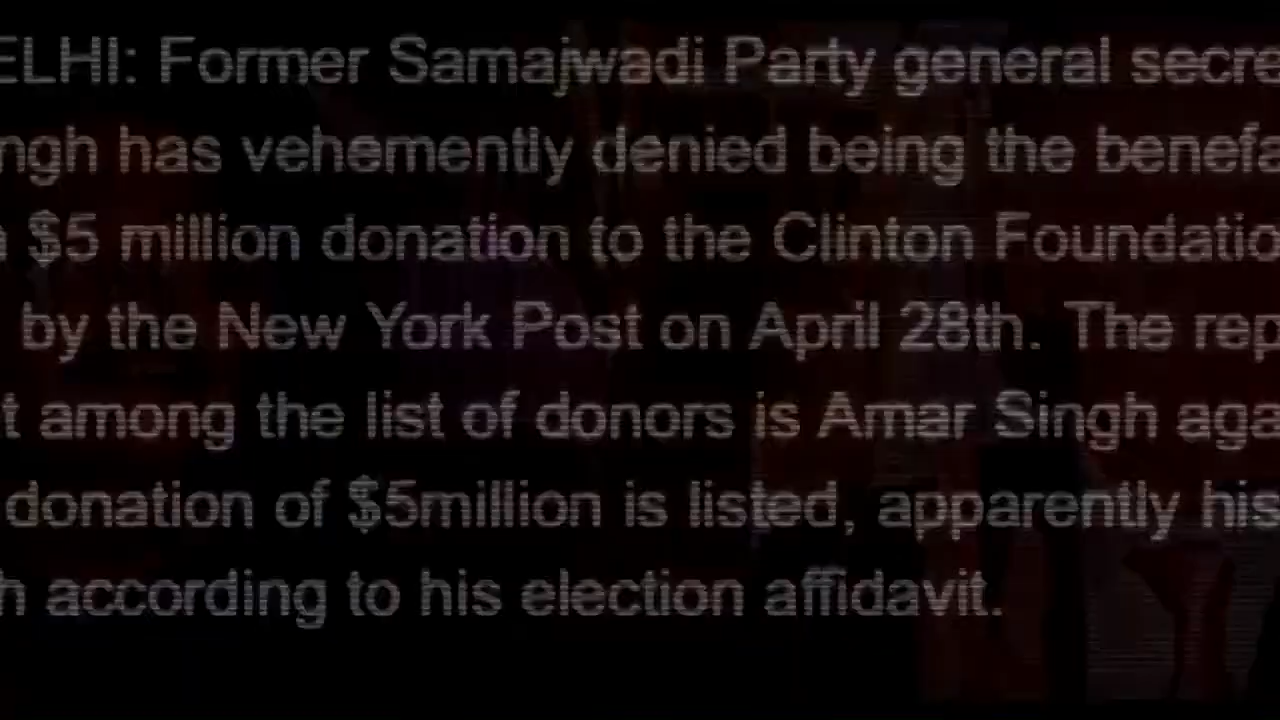 ELHI: Former Samajwadi Party general secre
ngh has vehemently denied being the benefa
$5 million donation to the Clinton Foundatio
by the New York Post on April 28th. The rep
t among the list of donors is Amar Singh aga
donation of $5million is listed, apparently his
h according to his election affidavit.